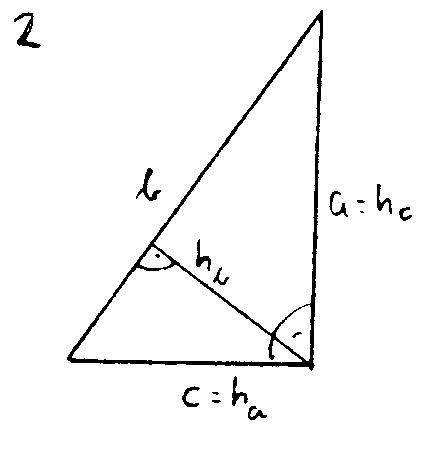 2
b
a = h_c
h_b
c = h_a